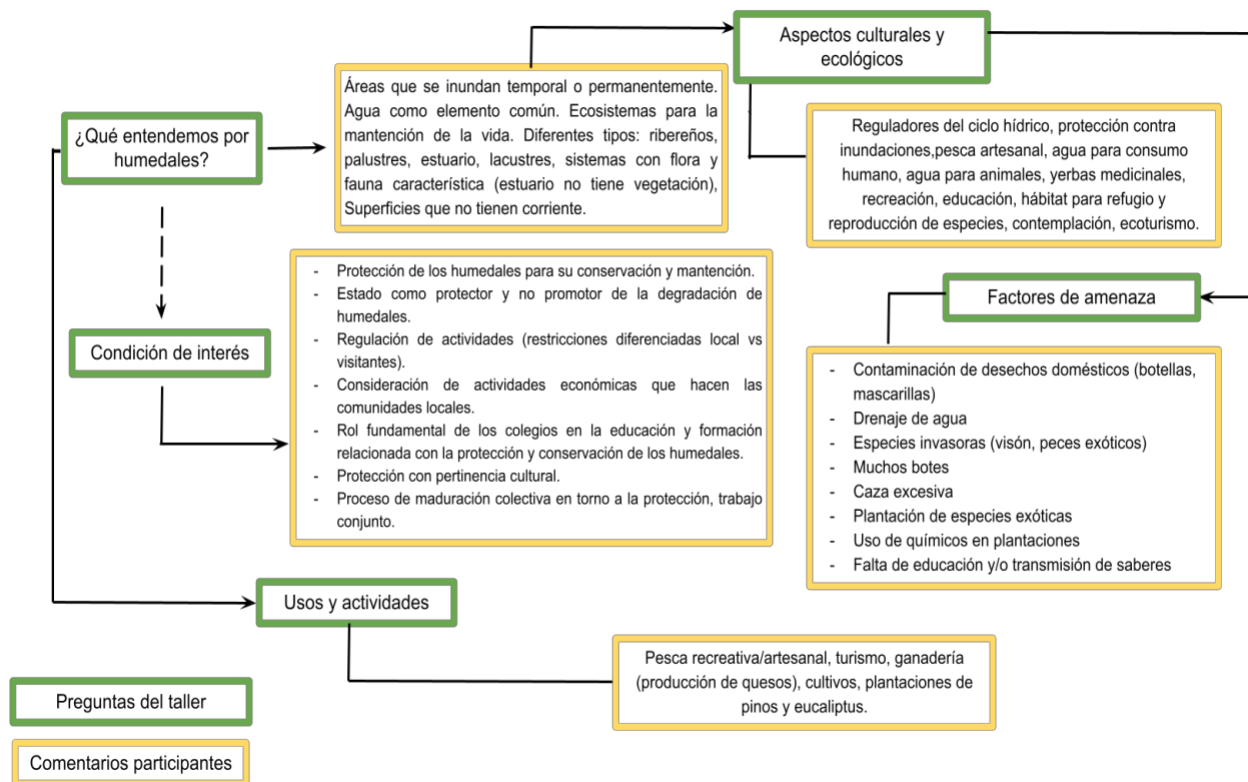 Aspectos culturales y
ecológicos
Áreas que se inundan temporal o permanentemente.
Agua como elemento común. Ecosistemas para la
mantención de la vida. Diferentes tipos: ribereños,
palustres, estuario, lacustres, sistemas con flora y
fauna característica (estuario no tiene vegetación),
Superficies que no tienen corriente.
¿Qué entendemos por
humedales?
Reguladores del ciclo hídrico, protección contra
inundaciones,pesca artesanal, agua para consumo
humano, agua para animales, yerbas medicinales,
recreación, educación, hábitat para refugio y
reproducción de especies, contemplación, ecoturismo.
- Protección de los humedales para su conservación y mantención.
- Estado como protector y no promotor de la degradación de
humedales.
- Regulación de actividades (restricciones diferenciadas local vs
visitantes).
- Consideración de actividades económicas que hacen las
comunidades locales.
- Rol fundamental de los colegios en la educación y formación
relacionada con la protección y conservación de los humedales.
- Protección con pertinencia cultural.
- Proceso de maduración colectiva en torno a la protección, trabajo
conjunto.
Factores de amenaza
Condición de interés
- Contaminación de desechos domésticos (botellas,
mascarillas)
- Drenaje de agua
- Especies invasoras (visón, peces exóticos)
- Muchos botes
- Caza excesiva
- Plantación de especies exóticas
- Uso de químicos en plantaciones
- Falta de educación y/o transmisión de saberes
Usos y actividades
Pesca recreativa/artesanal, turismo, ganadería
(producción de quesos), cultivos, plantaciones de
pinos y eucaliptus.
Preguntas del taller
Comentarios participantes